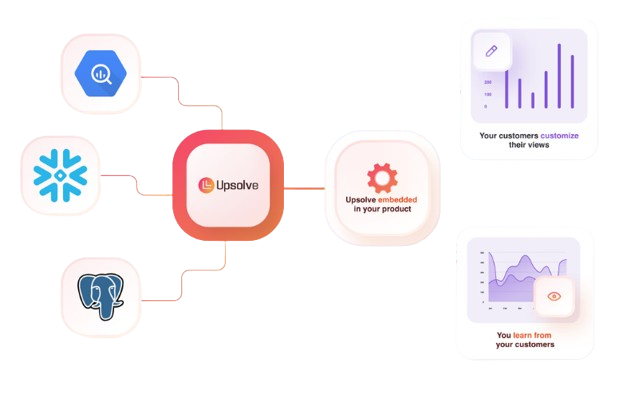 Upsolve
Upsolve embedded
in your product
200
100
0
Your customers customize
their views
You learn from
your customers